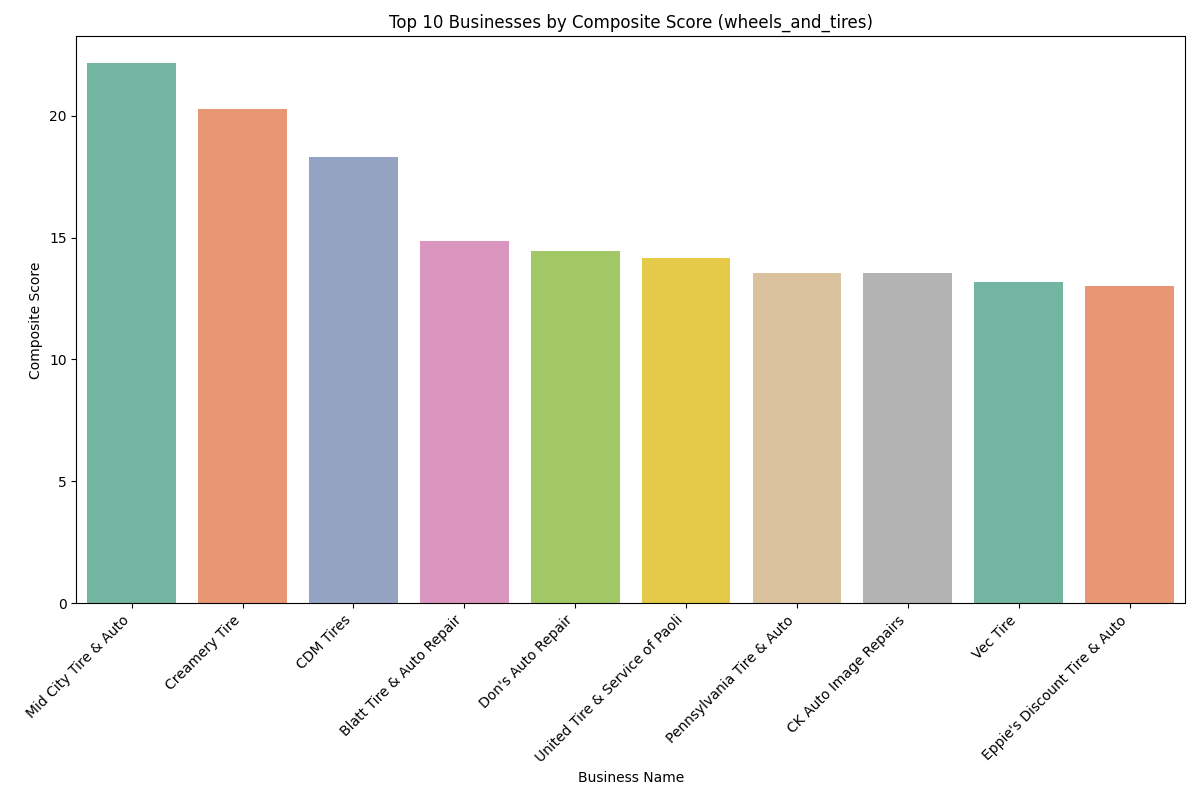 Top 10 Businesses by Composite Score (wheels_and_tires)
Composite Score
20
15
10
5
0
Mid City Tire & Auto
Creamery Tire
CDM Tires
Blatt Tire & Auto Repair
Don's Auto Repair
United Tire & Service of Paoli
Pennsylvania Tire & Auto
CK Auto Image Repairs
Vec Tire
Eppie's Discount Tire & Auto
Business Name